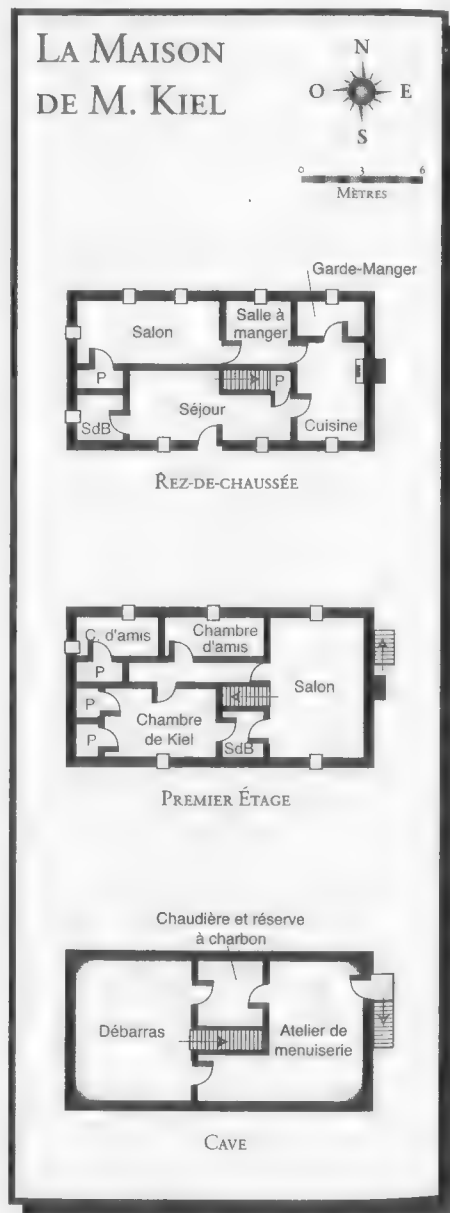 LA MAISON
DE M. KIEL
N
O E
S
0 3 6
MÈTRES
Garde-Manger
Salon
Salle à
manger
P
P
SdB
Séjour
Cuisine
REZ-DE-CHAUSSÉE
C. d'amis
Chambre
d'amis
P
Salon
P
Chambre
de Kiel
P
SdB
PREMIER ÉTAGE
Chaudière et réserve
à charbon
Débarras
Atelier de
menuiserie
CAVE